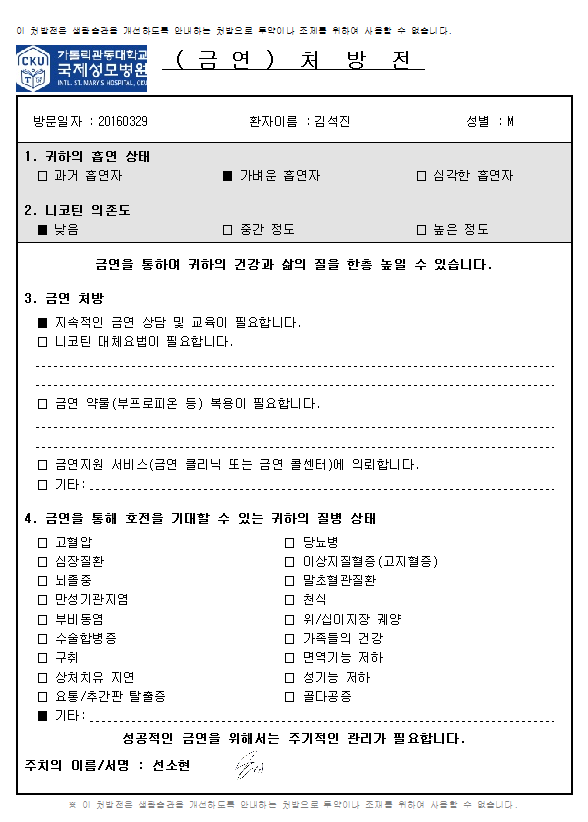 이 처방전은 생활습관을 개선하도록 안내하는 처방으로 투약이나 조제를 위하여 사용할 수 없습니다.
CKU 가톨릭관동대학교
국제성모병원
INTL. ST. MARY'S HOSPITAL, CKU
( 금 연 ) 처 방 전
방문일자 : 20160329 환자이름 : 김석진 성별 : M
1. 귀하의 흡연 상태
□ 과거 흡연자 ■ 가벼운 흡연자 □ 심각한 흡연자
2. 니코틴 의존도
■ 낮음 □ 중간 정도 □ 높은 정도
금연을 통하여 귀하의 건강과 삶의 질을 한층 높일 수 있습니다.
3. 금연 처방
■ 지속적인 금연 상담 및 교육이 필요합니다.
□ 니코틴 대체요법이 필요합니다.
□ 금연 약물(부프로피온 등) 복용이 필요합니다.
□ 금연지원 서비스(금연 클리닉 또는 금연 콜센터)에 의뢰합니다.
□ 기타:
4. 금연을 통해 호전을 기대할 수 있는 귀하의 질병 상태
□ 고혈압 □ 당뇨병
□ 심장질환 □ 이상지질혈증(고지혈증)
□ 뇌졸중 □ 말초혈관질환
□ 만성기관지염 □ 천식
□ 부비동염 □ 위/십이지장 궤양
□ 수술합병증 □ 가족들의 건강
□ 구취 □ 면역기능 저하
□ 상처치유 지연 □ 성기능 저하
□ 요통/추간판 탈출증 □ 골다공증
■ 기타:
성공적인 금연을 위해서는 주기적인 관리가 필요합니다.
주치의 이름/서명 : 선소현
※ 이 처방전은 생활습관을 개선하도록 안내하는 처방으로 투약이나 조제를 위하여 사용할 수 없습니다.